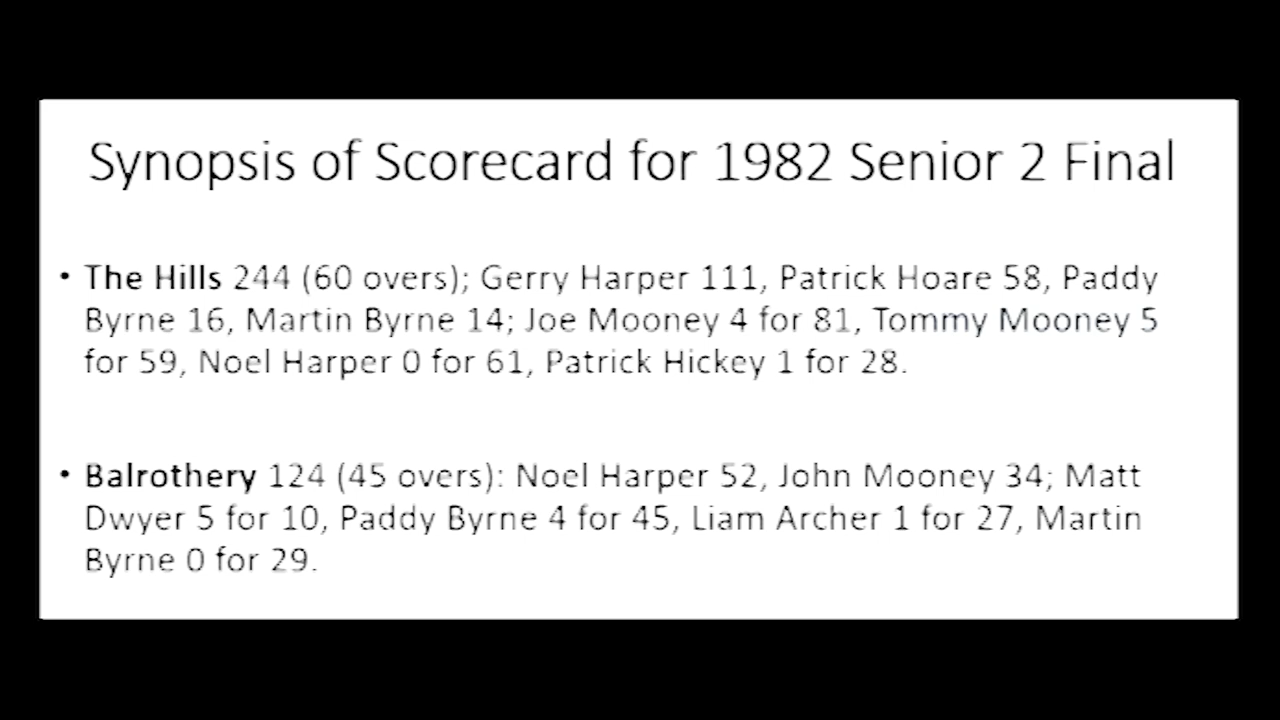 Synopsis of Scorecard for 1982 Senior 2 Final
• The Hills 244 (60 overs); Gerry Harper 111, Patrick Hoare 58, Paddy
Byrne 16, Martin Byrne 14; Joe Mooney 4 for 81, Tommy Mooney 5
for 59, Noel Harper 0 for 61, Patrick Hickey 1 for 28.
• Balrothery 124 (45 overs): Noel Harper 52, John Mooney 34; Matt
Dwyer 5 for 10, Paddy Byrne 4 for 45, Liam Archer 1 for 27, Martin
Byrne 0 for 29.